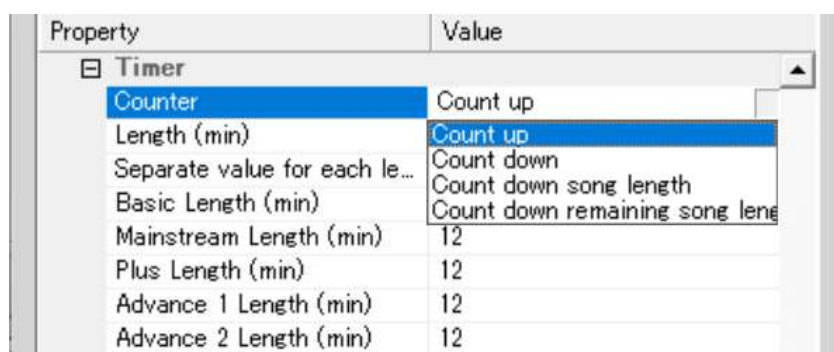 Property Value
Timer
Counter Count up
Length (min) Count up
Separate value for each le... Count down
Count down song length
Basic Length (min) Count down remaining song leng
Mainstream Length (min) 12
Plus Length (min) 12
Advance 1 Length (min) 12
Advance 2 Length (min) 12